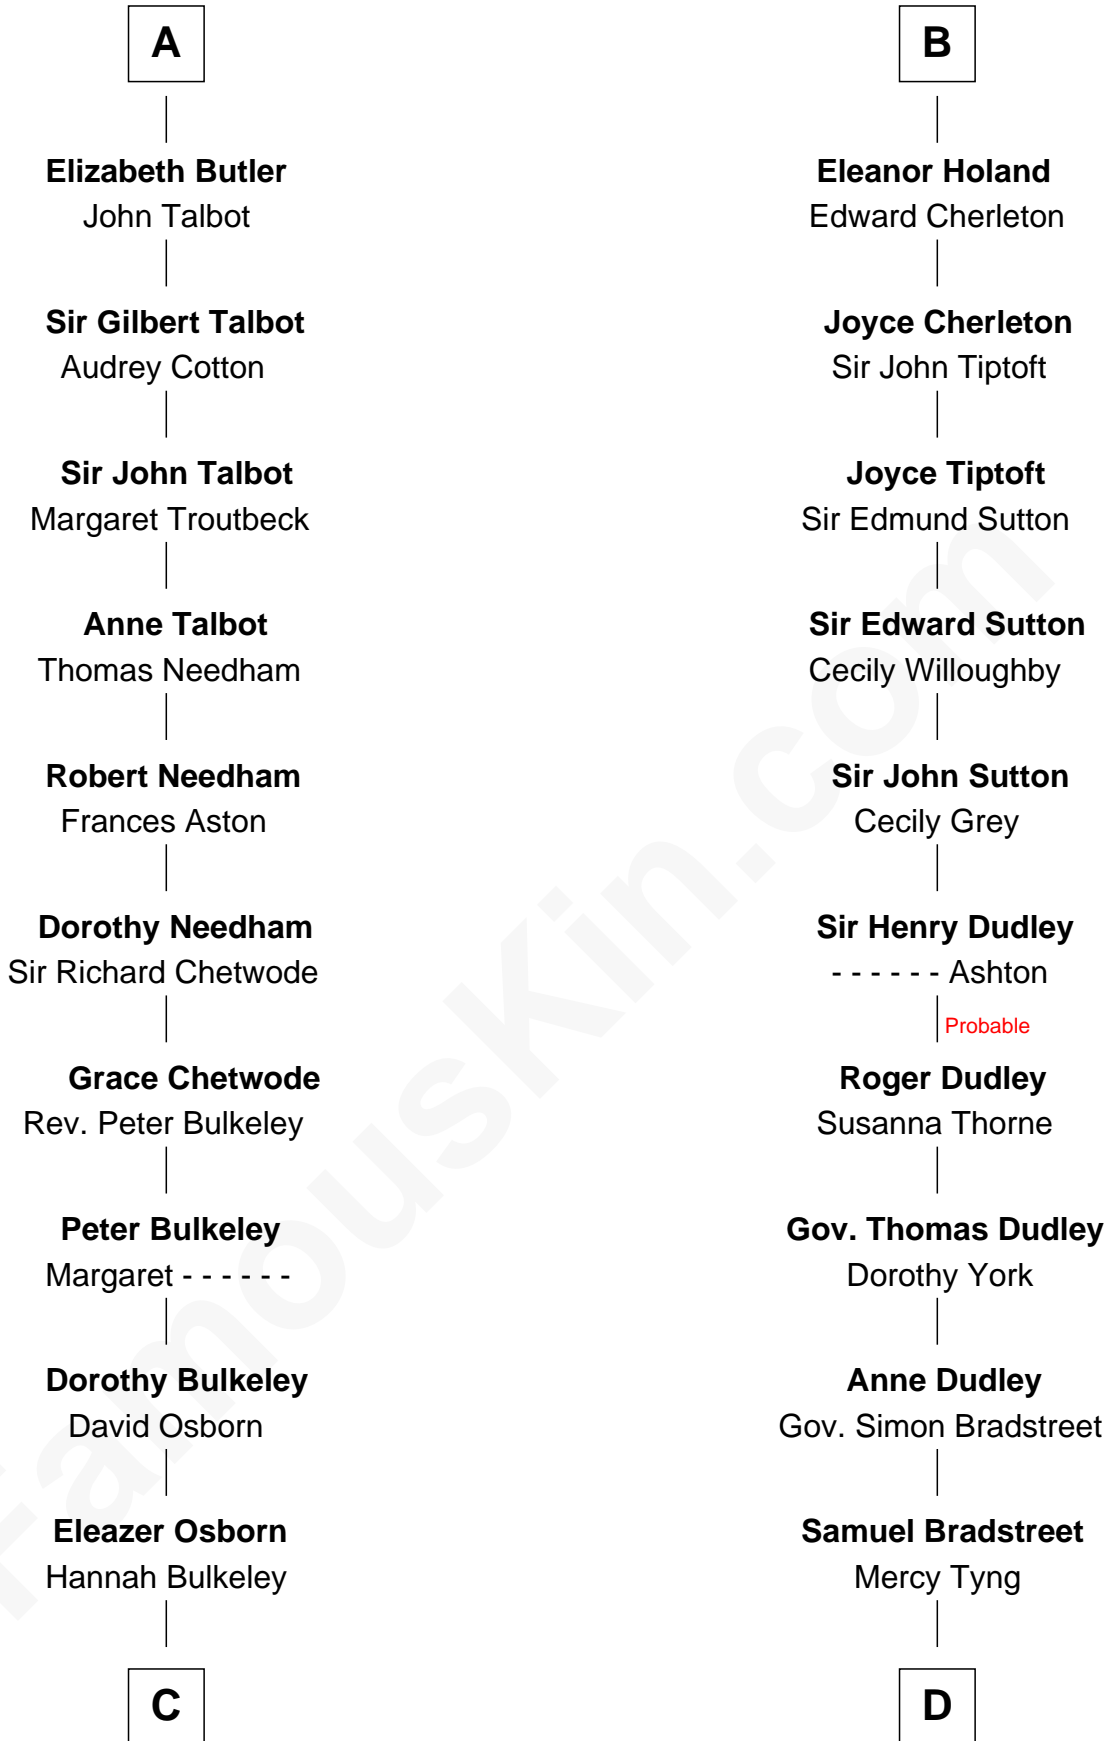 A
Elizabeth Butler
John Talbot
Sir Gilbert Talbot
Audrey Cotton
Sir John Talbot
Margaret Troutbeck
Anne Talbot
Thomas Needham
Robert Needham
Frances Aston
Dorothy Needham
Sir Richard Chetwode
Grace Chetwode
Rev. Peter Bulkeley
Peter Bulkeley
Margaret - - - - - -
Dorothy Bulkeley
David Osborn
Eleazer Osborn
Hannah Bulkeley
C
B
Eleanor Holand
Edward Cherleton
Joyce Cherleton
Sir John Tiptoft
Joyce Tiptoft
Sir Edmund Sutton
Sir Edward Sutton
Cecily Willoughby
Sir John Sutton
Cecily Grey
Sir Henry Dudley
- - - - - - Ashton
Probable
Roger Dudley
Susanna Thorne
Gov. Thomas Dudley
Dorothy York
Anne Dudley
Gov. Simon Bradstreet
Samuel Bradstreet
Mercy Tyng
D
FamousKin.com